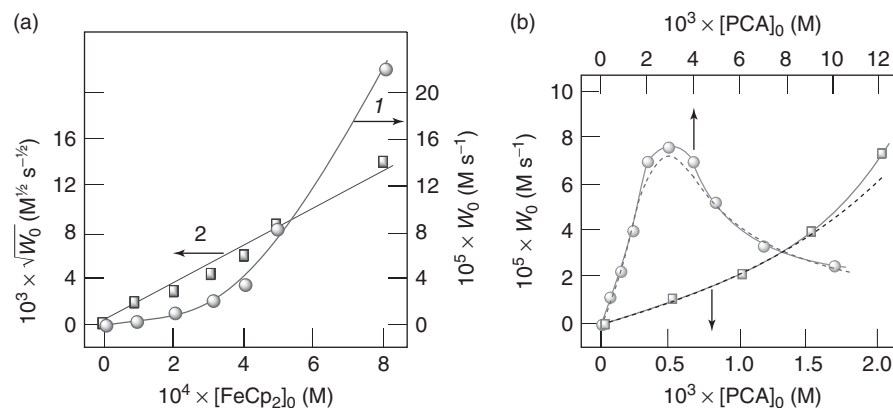 (a)
10³ × √W₀ (M^½ s^-½)
16
12
8
4
0
0 2 4 6 8
10⁴ × [FeCp₂]₀ (M)
20
16
12
8
4
0
10⁵ × W₀ (M s⁻¹)
1
2
(b)
10³ × [PCA]₀ (M)
0 2 4 6 8 10 12
10⁵ × W₀ (M s⁻¹)
10
8
6
4
2
0
0 0.5 1.0 1.5 2.0
10³ × [PCA]₀ (M)